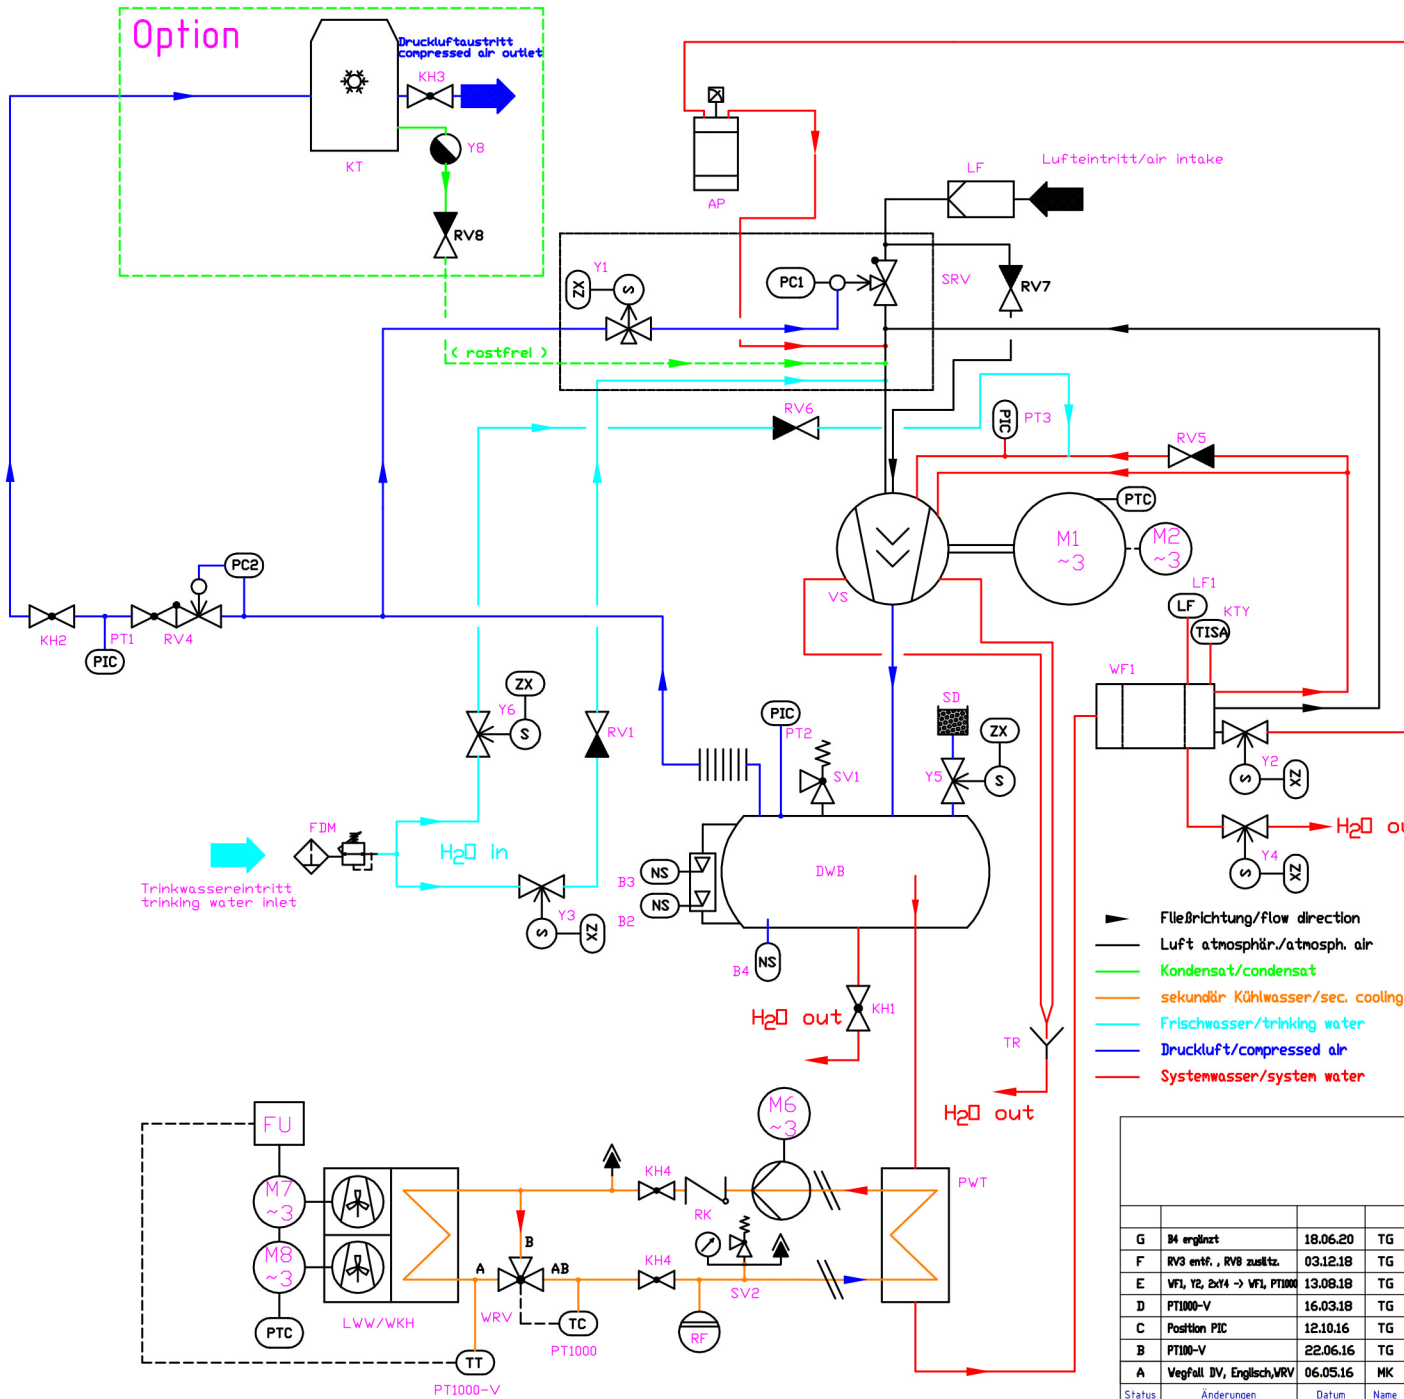 Option
Druckluftaustritt
compressed air outlet
KH3
KT
Y8
RV8
AP
LF
Lufteintritt/air intake
Y1
XZ
S
PC1
SRV
RV7
( rostfrei )
RV6
PIC
PT3
RV5
PTC
M1
~3
M2
~3
VS
LF1
LF
KTY
TISA
WF1
PC2
KH2
PT1
RV4
PIC
ZX
Y6
S
RV1
PIC
PT2
SV1
SD
ZX
Y5
S
Y2
S
ZX
H2O
Y4
S
ZX
FDM
H2O in
Trinkwassereintritt
trinking water inlet
Y3
S
ZX
NS
B3
NS
B2
DWB
B4
NS
H2O out
KH1
TR
H2O out
Fließrichtung/flow direction
Luft atmosphär./atmosph. air
Kondensat/condensat
sekundär Kühlwasser/sec. cooling
Frischwasser/trinking water
Druckluft/compressed air
Systemwasser/system water
FU
M7
~3
M8
~3
PTC
LWW/WKH
KH4
RK
M6
~3
PWT
B
A
AB
WRV
TC
PT1000
TT
PT1000-V
KH4
RF
SV2
G B4 ergänzt 18.06.20 TG
F RV3 entf. , RV8 zusätz. 03.12.18 TG
E WF1, Y2, 2xY4 -> WF1, PT1000 13.08.18 TG
D PT1000-V 16.03.18 TG
C Position PIC 12.10.16 TG
B PT100-V 22.06.16 TG
A Wegfall DV, Englisch,WRV 06.05.16 MK
Status Änderungen Datum Name